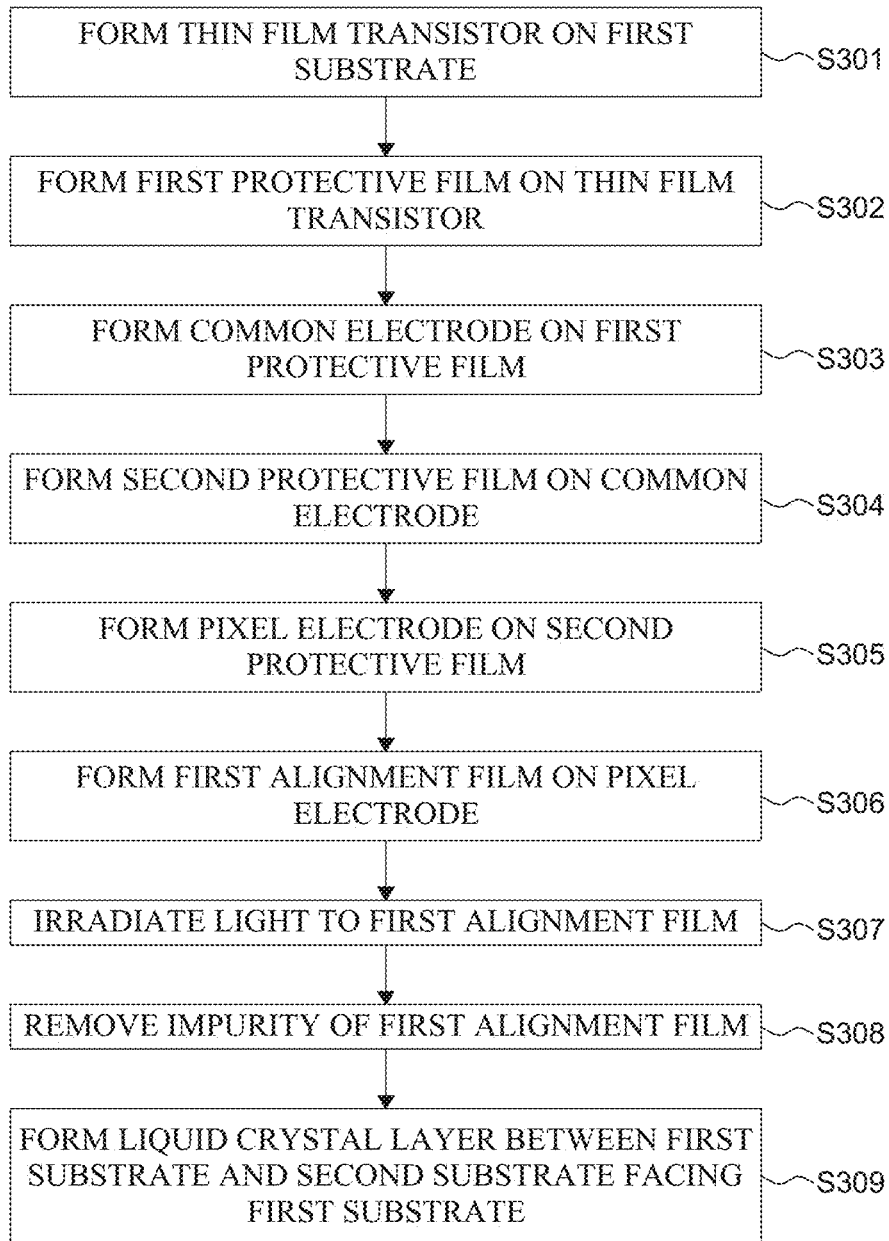 FORM THIN FILM TRANSISTOR ON FIRST
SUBSTRATE
S301
FORM FIRST PROTECTIVE FILM ON THIN FILM
TRANSISTOR
S302
FORM COMMON ELECTRODE ON FIRST
PROTECTIVE FILM
S303
FORM SECOND PROTECTIVE FILM ON COMMON
ELECTRODE
S304
FORM PIXEL ELECTRODE ON SECOND
PROTECTIVE FILM
S305
FORM FIRST ALIGNMENT FILM ON PIXEL
ELECTRODE
S306
IRRADIATE LIGHT TO FIRST ALIGNMENT FILM
S307
REMOVE IMPURITY OF FIRST ALIGNMENT FILM
S308
FORM LIQUID CRYSTAL LAYER BETWEEN FIRST
SUBSTRATE AND SECOND SUBSTRATE FACING
FIRST SUBSTRATE
S309